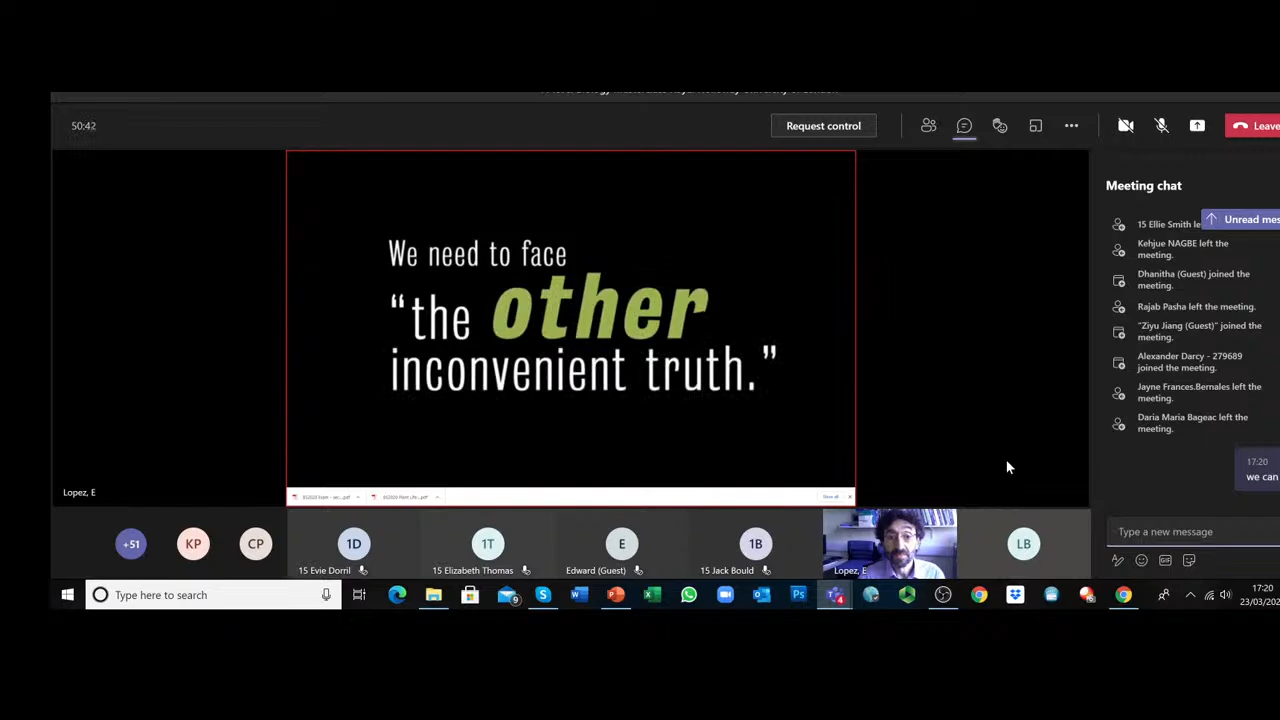 50:42
Request control
Leave
We need to face
“the other
inconvenient truth.”
Lopez, E
Show all
Meeting chat
15 Ellie Smith le
Unread mes
Kehjue NAGBE left the
meeting.
Dhanitha (Guest) joined the
meeting.
Rajab Pasha left the meeting.
"Ziyu Jiang (Guest)" joined the
meeting.
Alexander Darcy - 279689
joined the meeting.
Jayne Frances.Bernales left the
meeting.
Daria Maria Bageac left the
meeting.
17:20
we can
Type a new message
+51
KP
CP
1D
15 Evie Dorril
1T
15 Elizabeth Thomas
E
Edward (Guest)
1B
15 Jack Bould
Lopez, E
LB
Type here to search
9
4
17:20
23/03/202